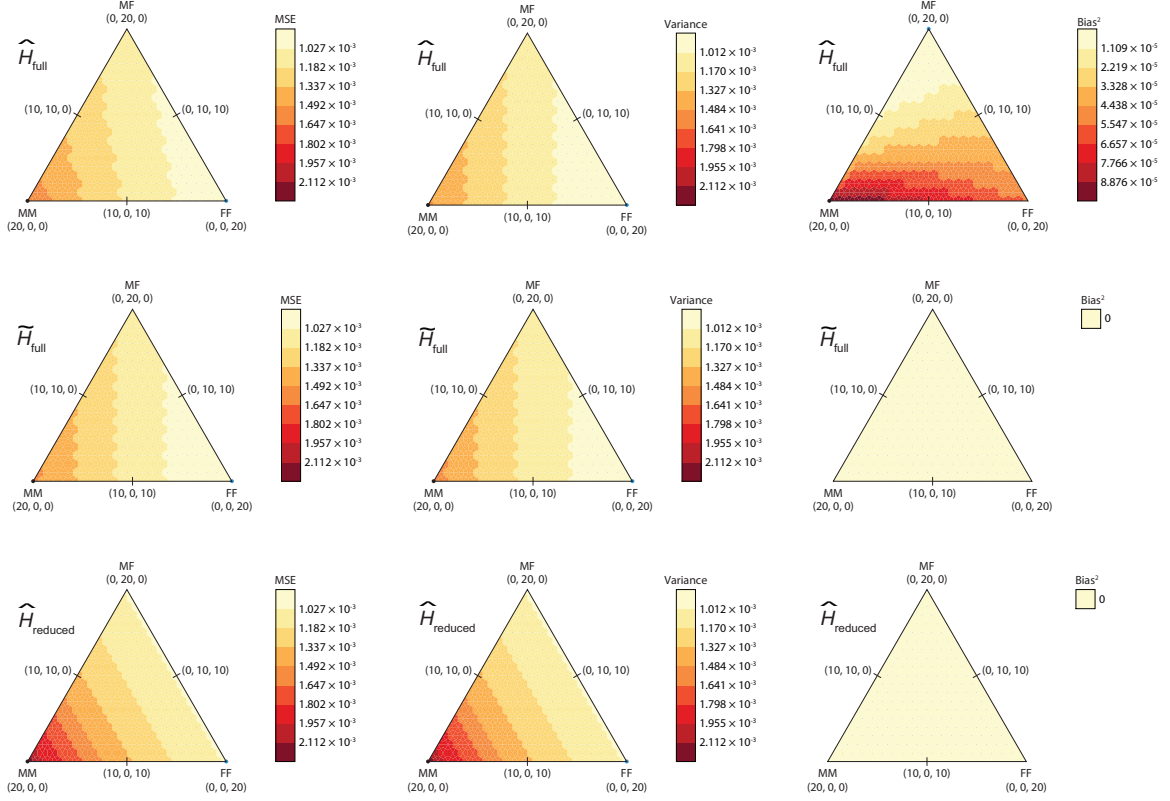 MF
(0, 20, 0)
Ĥfull
(10, 10, 0)
(0, 10, 10)
MM
(20, 0, 0)
(10, 0, 10)
FF
(0, 0, 20)
MSE
1.027 × 10⁻³
1.182 × 10⁻³
1.337 × 10⁻³
1.492 × 10⁻³
1.647 × 10⁻³
1.802 × 10⁻³
1.957 × 10⁻³
2.112 × 10⁻³
MF
(0, 20, 0)
Ĥfull
(10, 10, 0)
(0, 10, 10)
MM
(20, 0, 0)
(10, 0, 10)
FF
(0, 0, 20)
Variance
1.012 × 10⁻³
1.170 × 10⁻³
1.327 × 10⁻³
1.484 × 10⁻³
1.641 × 10⁻³
1.798 × 10⁻³
1.955 × 10⁻³
2.112 × 10⁻³
MF
(0, 20, 0)
Ĥfull
(10, 10, 0)
(0, 10, 10)
MM
(20, 0, 0)
(10, 0, 10)
FF
(0, 0, 20)
Bias²
1.109 × 10⁻⁵
2.219 × 10⁻⁵
3.328 × 10⁻⁵
4.438 × 10⁻⁵
5.547 × 10⁻⁵
6.657 × 10⁻⁵
7.766 × 10⁻⁵
8.876 × 10⁻⁵
MF
(0, 20, 0)
H̃full
(10, 10, 0)
(0, 10, 10)
MM
(20, 0, 0)
(10, 0, 10)
FF
(0, 0, 20)
MSE
1.027 × 10⁻³
1.182 × 10⁻³
1.337 × 10⁻³
1.492 × 10⁻³
1.647 × 10⁻³
1.802 × 10⁻³
1.957 × 10⁻³
2.112 × 10⁻³
MF
(0, 20, 0)
H̃full
(10, 10, 0)
(0, 10, 10)
MM
(20, 0, 0)
(10, 0, 10)
FF
(0, 0, 20)
Variance
1.012 × 10⁻³
1.170 × 10⁻³
1.327 × 10⁻³
1.484 × 10⁻³
1.641 × 10⁻³
1.798 × 10⁻³
1.955 × 10⁻³
2.112 × 10⁻³
MF
(0, 20, 0)
H̃full
(10, 10, 0)
(0, 10, 10)
MM
(20, 0, 0)
(10, 0, 10)
FF
(0, 0, 20)
Bias²
0
MF
(0, 20, 0)
Ĥreduced
(10, 10, 0)
(0, 10, 10)
MM
(20, 0, 0)
(10, 0, 10)
FF
(0, 0, 20)
MSE
1.027 × 10⁻³
1.182 × 10⁻³
1.337 × 10⁻³
1.492 × 10⁻³
1.647 × 10⁻³
1.802 × 10⁻³
1.957 × 10⁻³
2.112 × 10⁻³
MF
(0, 20, 0)
Ĥreduced
(10, 10, 0)
(0, 10, 10)
MM
(20, 0, 0)
(10, 0, 10)
FF
(0, 0, 20)
Variance
1.012 × 10⁻³
1.170 × 10⁻³
1.327 × 10⁻³
1.484 × 10⁻³
1.641 × 10⁻³
1.798 × 10⁻³
1.955 × 10⁻³
2.112 × 10⁻³
MF
(0, 20, 0)
Ĥreduced
(10, 10, 0)
(0, 10, 10)
MM
(20, 0, 0)
(10, 0, 10)
FF
(0, 0, 20)
Bias²
0